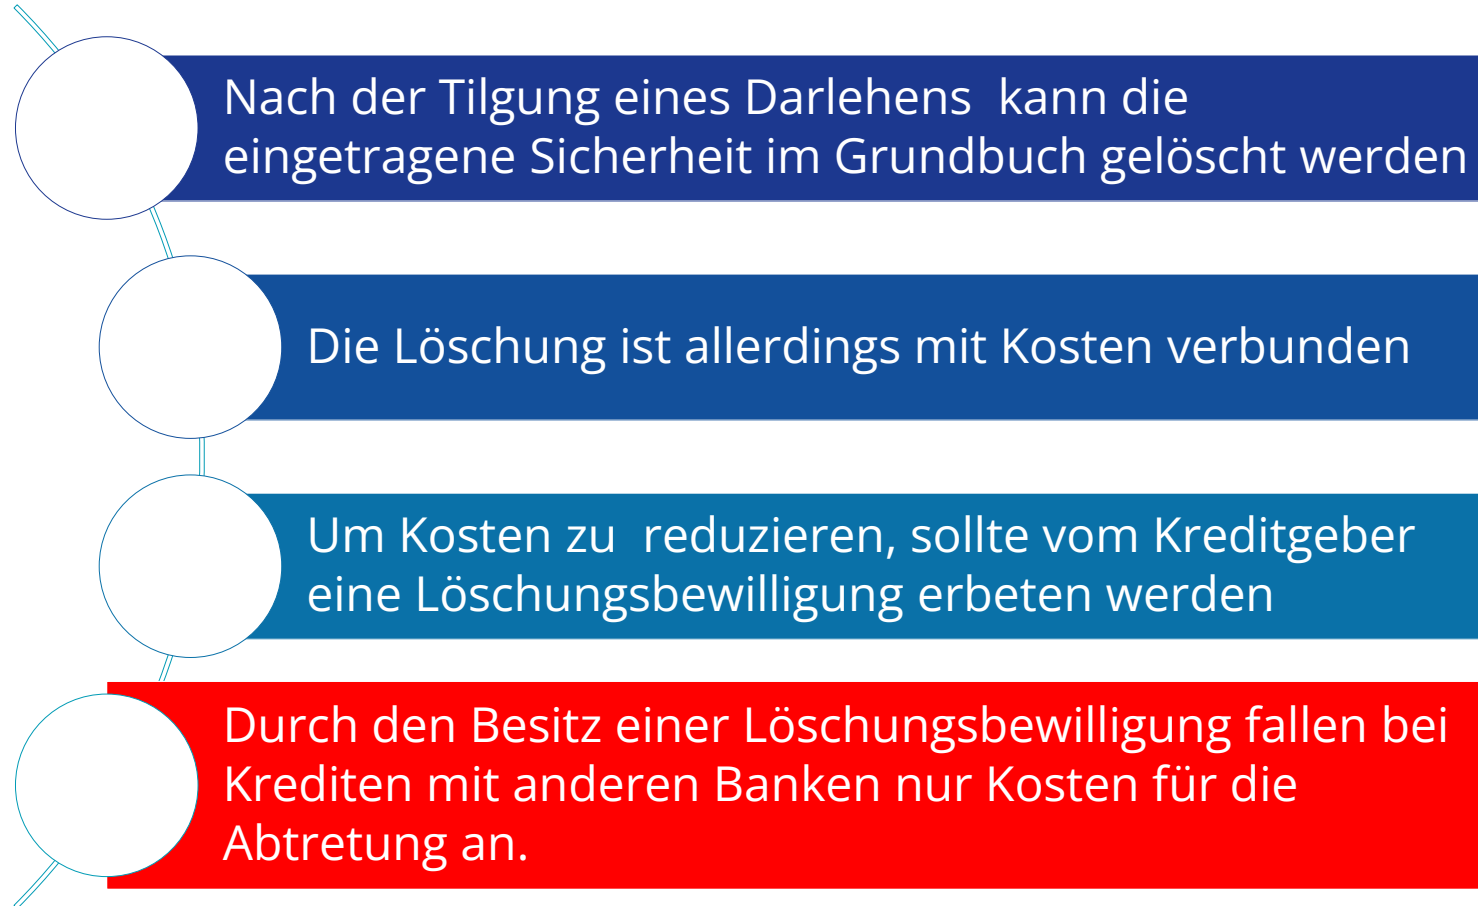 Nach der Tilgung eines Darlehens  kann die
eingetragene Sicherheit im Grundbuch gelöscht werden
Die Löschung ist allerdings mit Kosten verbunden
Um Kosten zu  reduzieren, sollte vom Kreditgeber
eine Löschungsbewilligung erbeten werden
Durch den Besitz einer Löschungsbewilligung fallen bei
Krediten mit anderen Banken nur Kosten für die
Abtretung an.